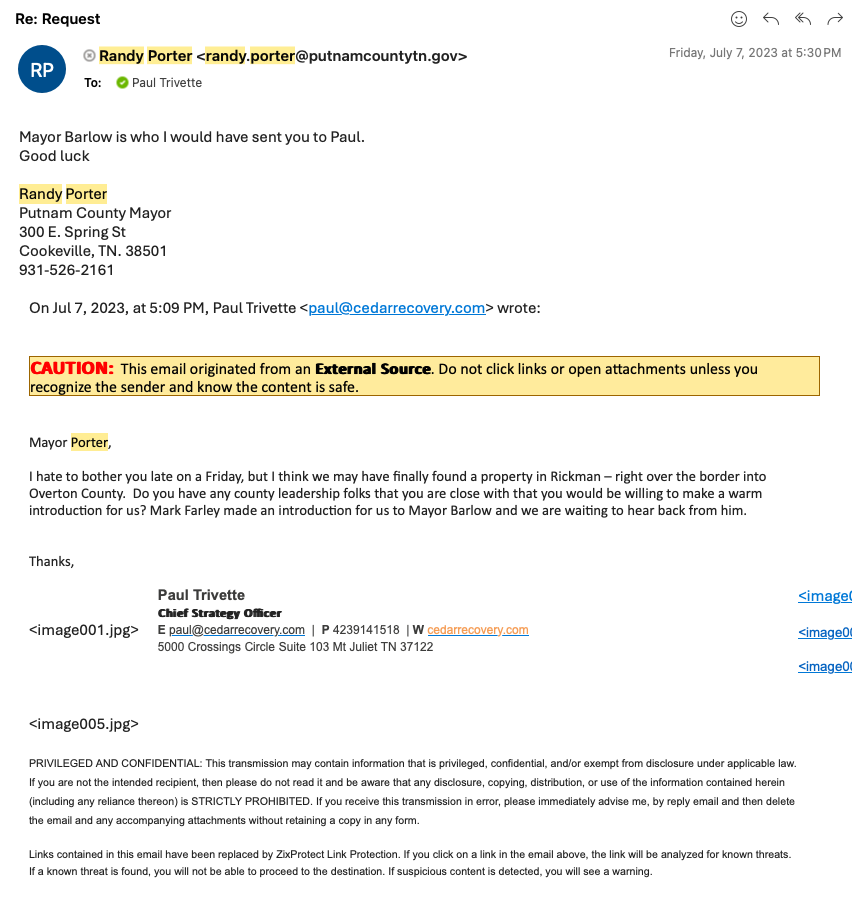 Re: Request
RP
Randy Porter <randy.porter@putnamcountytn.gov>
Friday, July 7, 2023 at 5:30 PM
To: Paul Trivette
Mayor Barlow is who I would have sent you to Paul.
Good luck
Randy Porter
Putnam County Mayor
300 E. Spring St
Cookeville, TN. 38501
931-526-2161
On Jul 7, 2023, at 5:09 PM, Paul Trivette <paul@cedarrecovery.com> wrote:
CAUTION: This email originated from an External Source. Do not click links or open attachments unless you
recognize the sender and know the content is safe.
Mayor Porter,
I hate to bother you late on a Friday, but I think we may have finally found a property in Rickman – right over the border into
Overton County.  Do you have any county leadership folks that you are close with that you would be willing to make a warm
introduction for us? Mark Farley made an introduction for us to Mayor Barlow and we are waiting to hear back from him.
Thanks,
Paul Trivette
Chief Strategy Officer
<image001.jpg>
E paul@cedarrecovery.com | P 4239141518 | W cedarrecovery.com
5000 Crossings Circle Suite 103 Mt Juliet TN 37122
<image0
<image00
<image00
<image005.jpg>
PRIVILEGED AND CONFIDENTIAL: This transmission may contain information that is privileged, confidential, and/or exempt from disclosure under applicable law.
If you are not the intended recipient, then please do not read it and be aware that any disclosure, copying, distribution, or use of the information contained herein
(including any reliance thereon) is STRICTLY PROHIBITED. If you receive this transmission in error, please immediately advise me, by reply email and then delete
the email and any accompanying attachments without retaining a copy in any form.
Links contained in this email have been replaced by ZixProtect Link Protection. If you click on a link in the email above, the link will be analyzed for known threats.
If a known threat is found, you will not be able to proceed to the destination. If suspicious content is detected, you will see a warning.